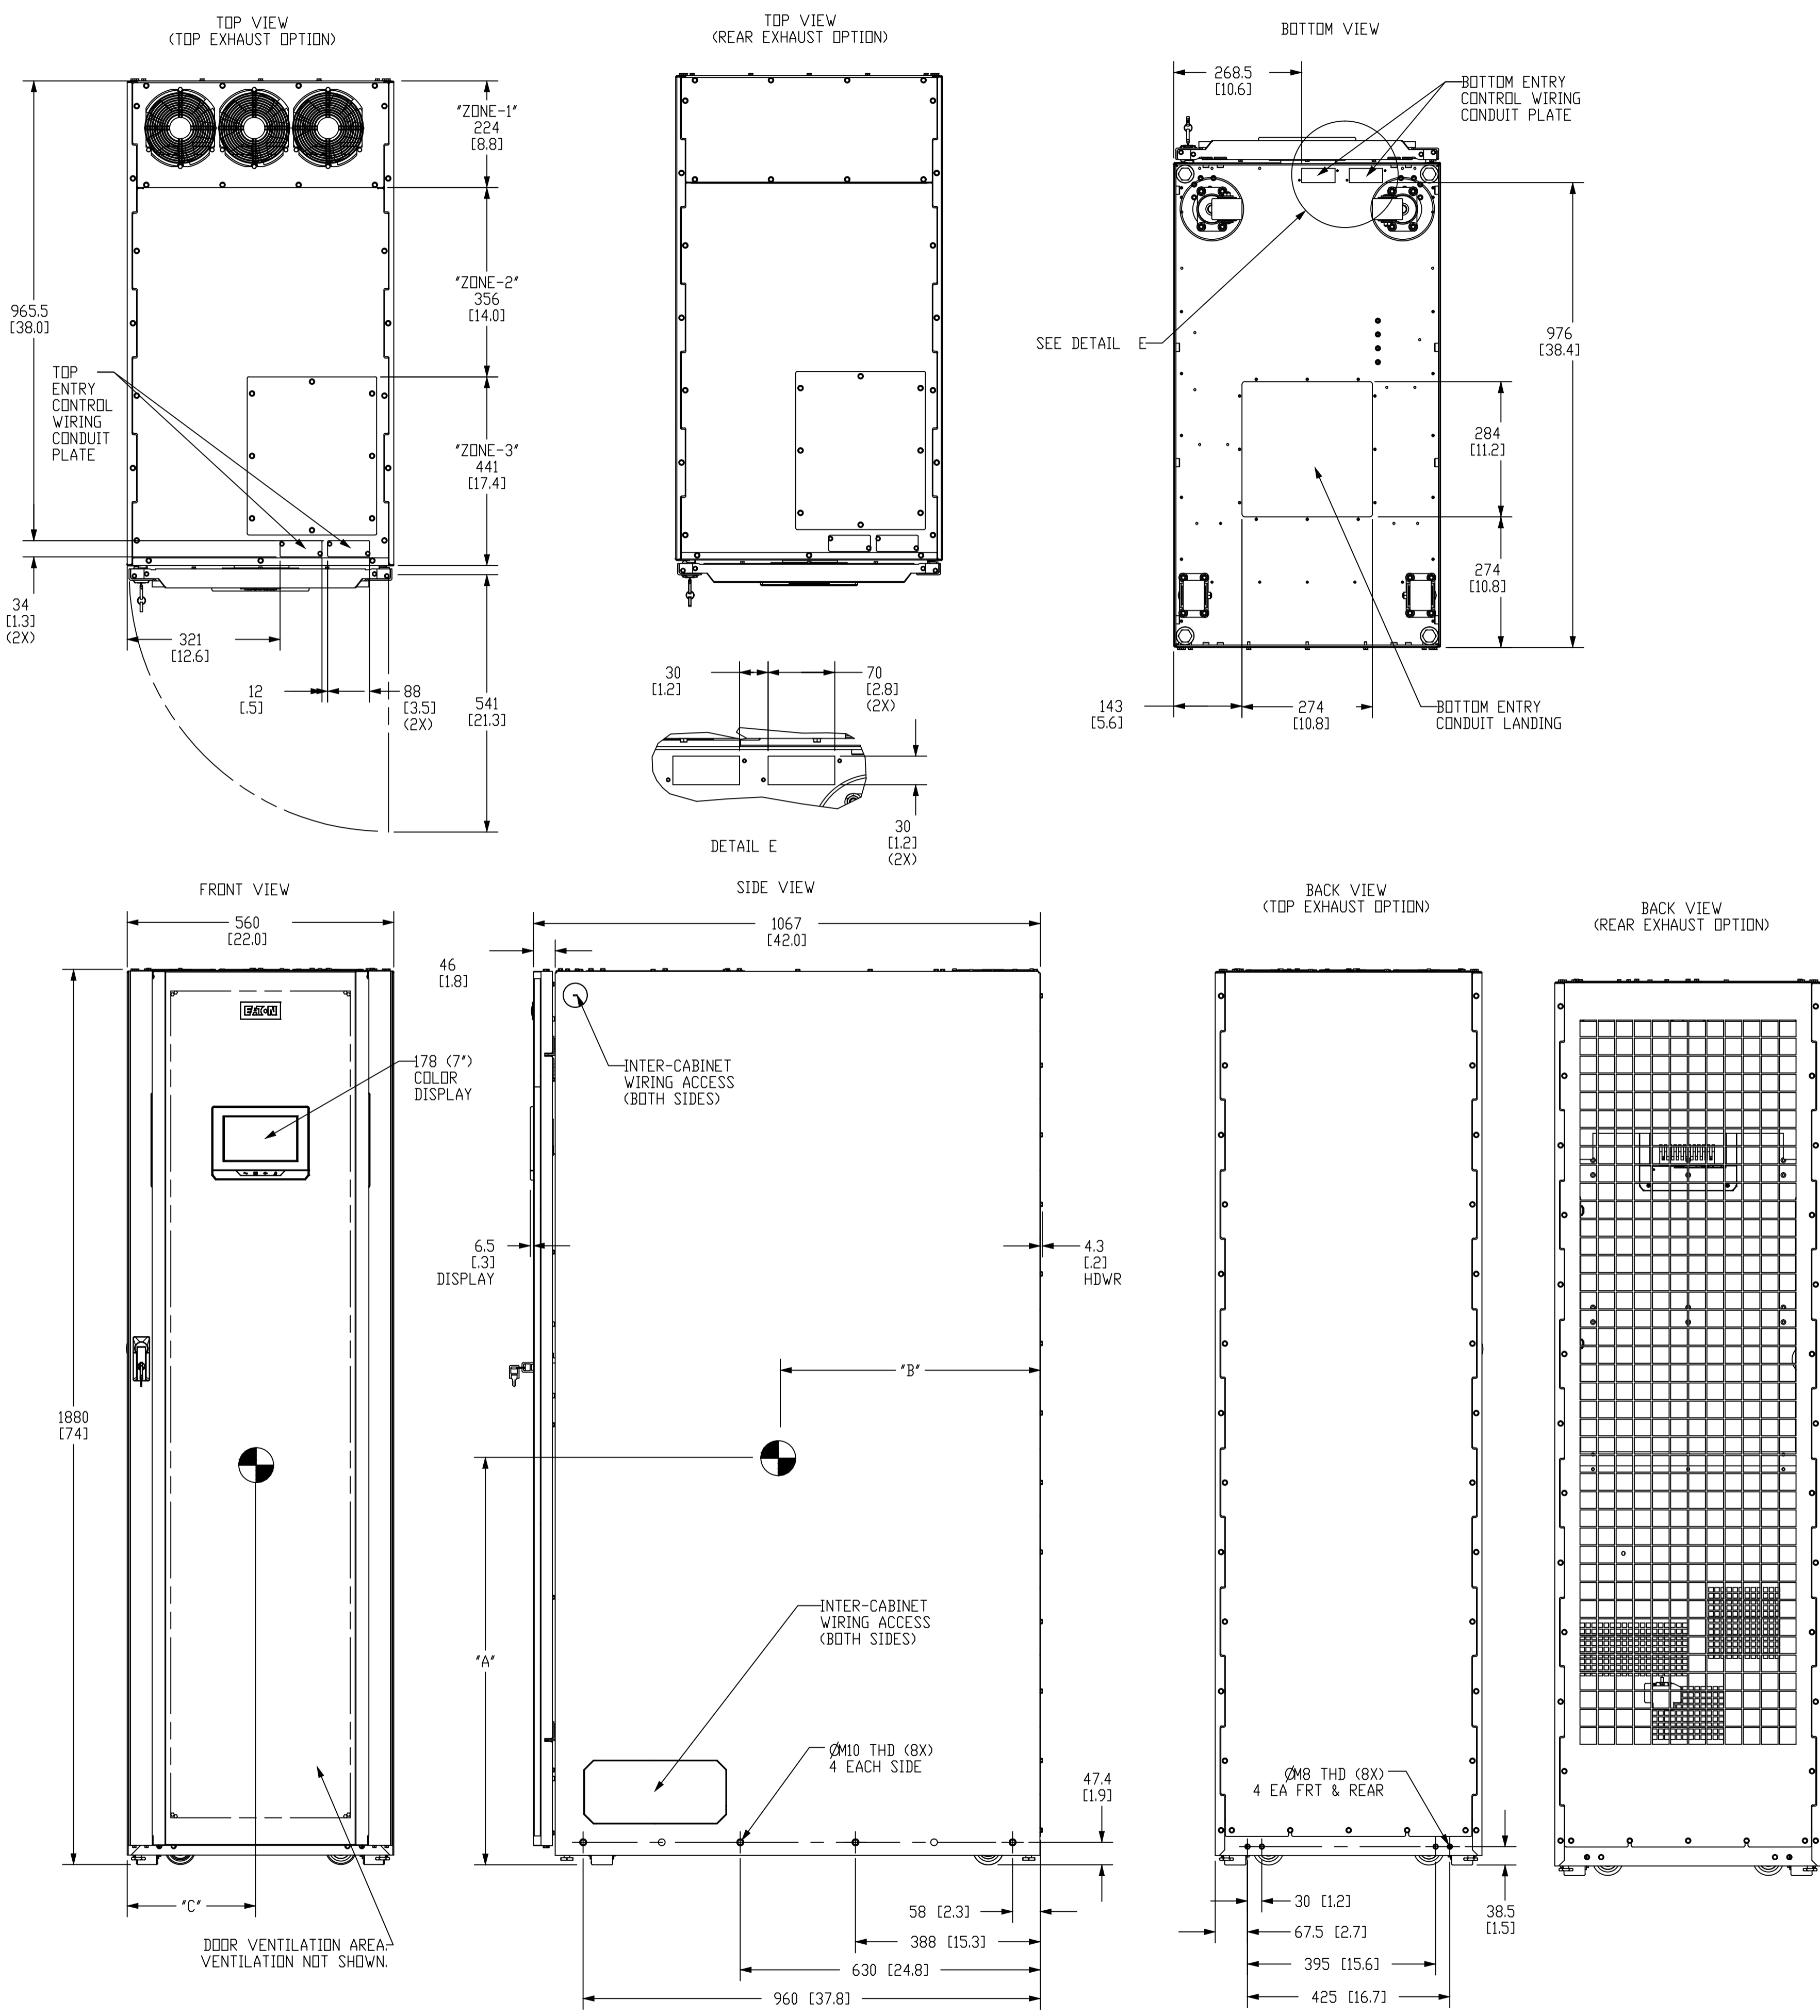 TOP VIEW
(TOP EXHAUST OPTION)
TOP VIEW
(REAR EXHAUST OPTION)
BOTTOM VIEW
"ZONE-1"
224
[8.8]
"ZONE-2"
356
[14.0]
"ZONE-3"
441
[17.4]
965.5
[38.0]
TOP
ENTRY
CONTROL
WIRING
CONDUIT
PLATE
34
[1.3]
(2X)
321
[12.6]
12
[.5]
88
[3.5]
(2X)
541
[21.3]
268.5
[10.6]
BOTTOM ENTRY
CONTROL WIRING
CONDUIT PLATE
SEE DETAIL E
976
[38.4]
284
[11.2]
274
[10.8]
143
[5.6]
274
[10.8]
BOTTOM ENTRY
CONDUIT LANDING
30
[1.2]
70
[2.8]
(2X)
30
[1.2]
(2X)
DETAIL E
FRONT VIEW
560
[22.0]
EATON
178 (7")
COLOR
DISPLAY
1880
[74]
"C"
DOOR VENTILATION AREA.
VENTILATION NOT SHOWN.
SIDE VIEW
1067
[42.0]
46
[1.8]
INTER-CABINET
WIRING ACCESS
(BOTH SIDES)
6.5
[.3]
DISPLAY
4.3
[.2]
HDWR
"B"
"A"
INTER-CABINET
WIRING ACCESS
(BOTH SIDES)
ØM10 THD (8X)
4 EACH SIDE
47.4
[1.9]
58 [2.3]
388 [15.3]
630 [24.8]
960 [37.8]
BACK VIEW
(TOP EXHAUST OPTION)
ØM8 THD (8X)
4 EA FRT & REAR
30 [1.2]
67.5 [2.7]
395 [15.6]
425 [16.7]
38.5
[1.5]
BACK VIEW
(REAR EXHAUST OPTION)